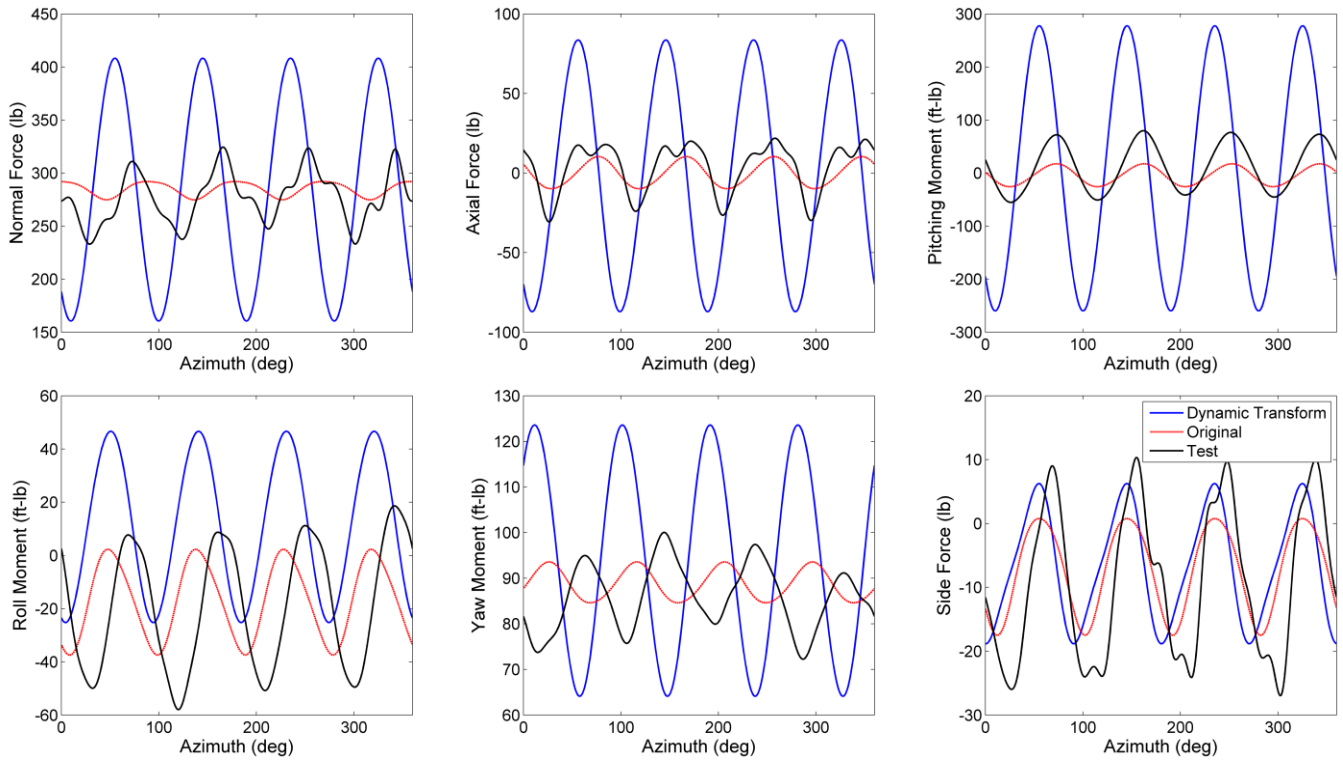 450
400
350
300
250
200
150
Normal Force (lb)
0 100 200 300
Azimuth (deg)
100
50
0
-50
-100
Axial Force (lb)
0 100 200 300
Azimuth (deg)
300
200
100
0
-100
-200
-300
Pitching Moment (ft-lb)
0 100 200 300
Azimuth (deg)
60
40
20
0
-20
-40
-60
Roll Moment (ft-lb)
0 100 200 300
Azimuth (deg)
130
120
110
100
90
80
70
60
Yaw Moment (ft-lb)
0 100 200 300
Azimuth (deg)
20
10
0
-10
-20
-30
Side Force (lb)
Dynamic Transform
Original
Test
0 100 200 300
Azimuth (deg)